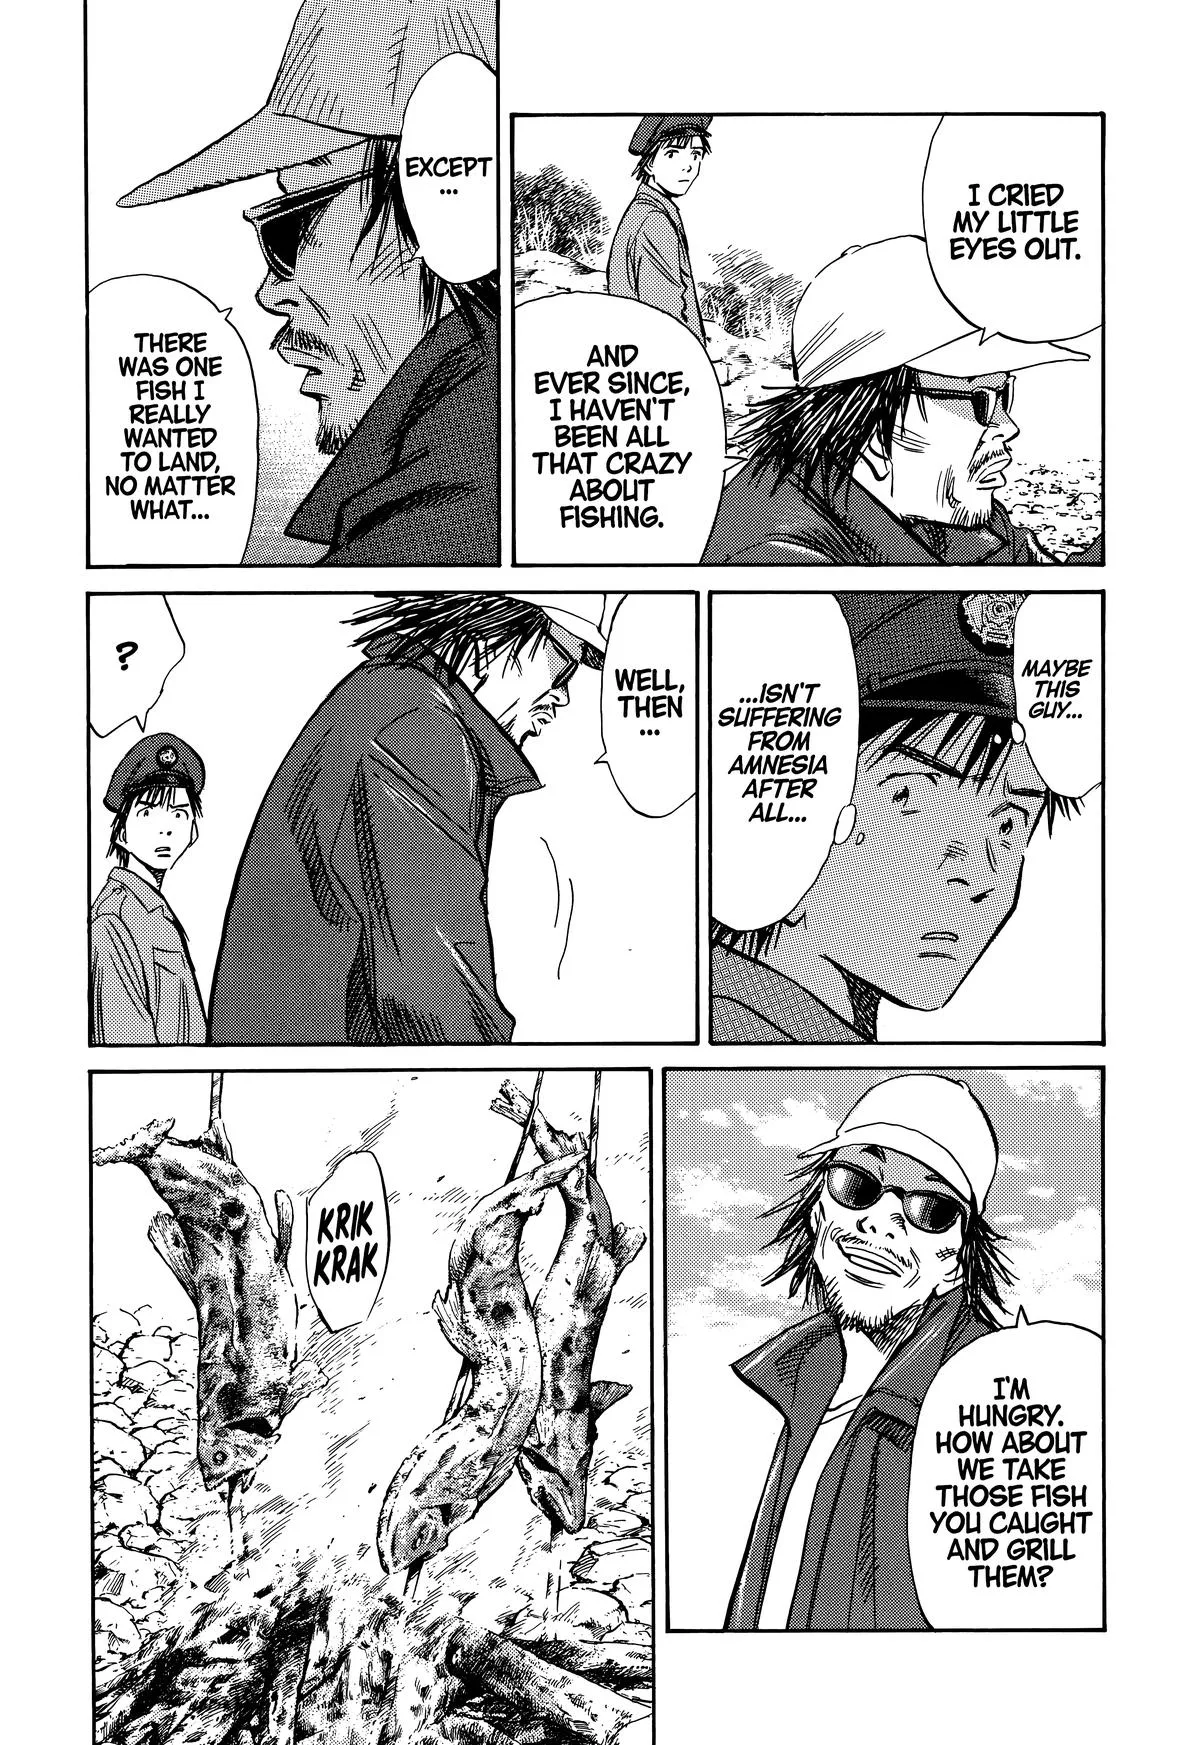 I CRIED
MY LITTLE
EYES OUT.
AND
EVER SINCE,
I HAVEN'T
BEEN ALL
THAT CRAZY
ABOUT
FISHING.
EXCEPT
...
THERE
WAS ONE
FISH I
REALLY
WANTED
TO LAND,
NO MATTER
WHAT...
MAYBE
THIS
GUY...
...ISN'T
SUFFERING
FROM
AMNESIA
AFTER
ALL...
WELL,
THEN
...
?
I'M
HUNGRY.
HOW ABOUT
WE TAKE
THOSE FISH
YOU CAUGHT
AND GRILL
THEM?
KRIK
KRAK